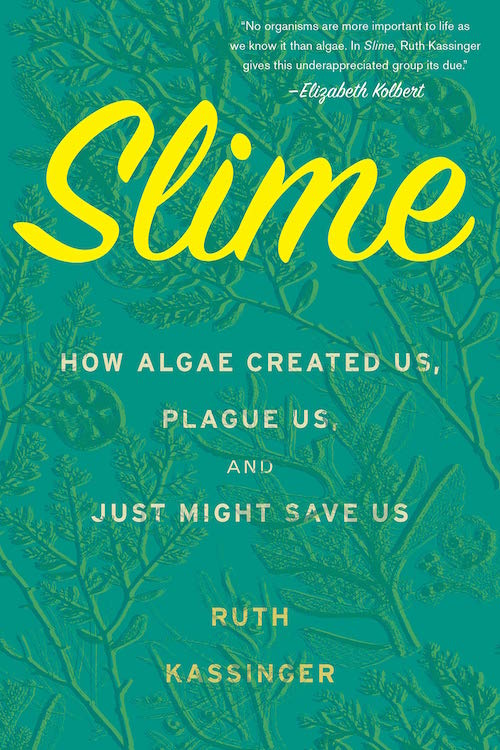 "No organisms are more important to life as
we know it than algae. In Slime, Ruth Kassinger
gives this underappreciated group its due."
—Elizabeth Kolbert
Slime
HOW ALGAE CREATED US,
PLAGUE US,
AND
JUST MIGHT SAVE US
RUTH
KASSINGER